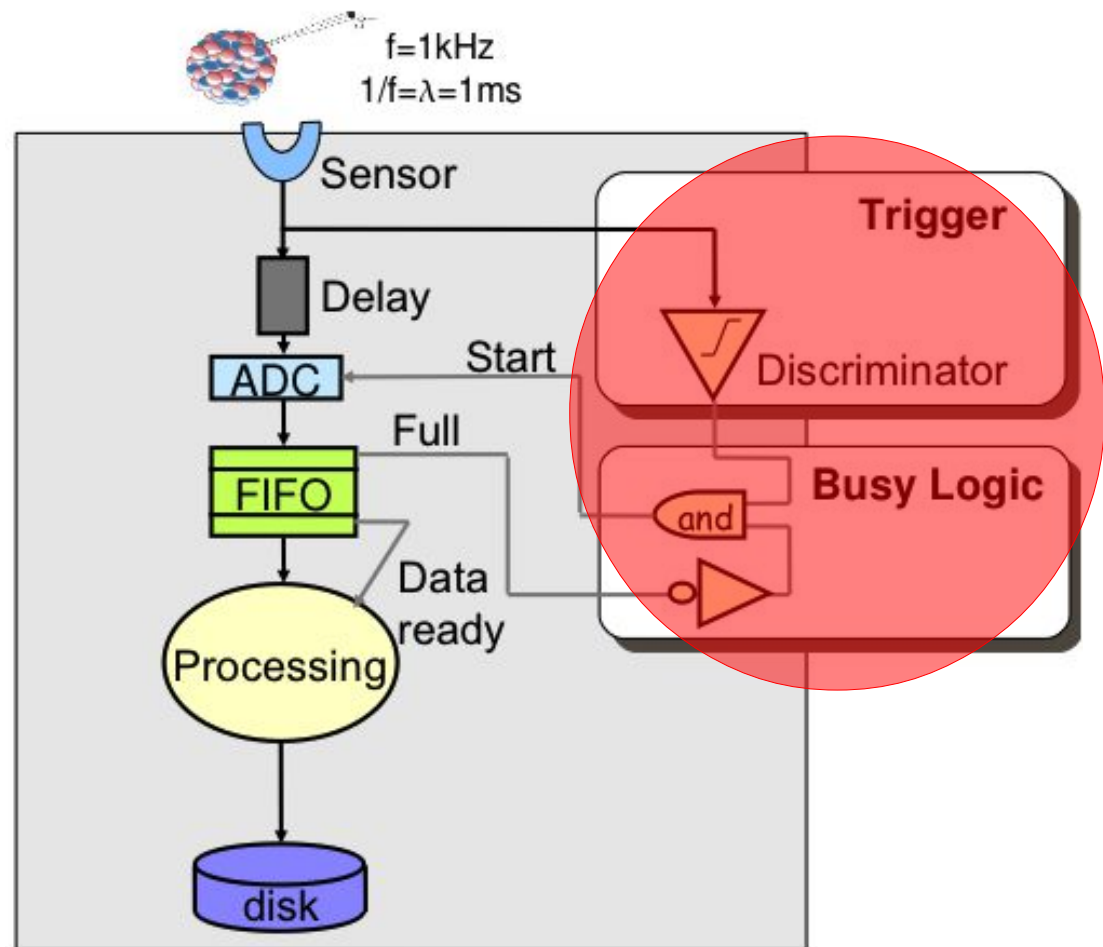 f=1kHz
1/f=λ=1ms
Sensor
Trigger
Delay
Start
ADC
Discriminator
Full
FIFO
Busy Logic
and
Data
ready
Processing
disk